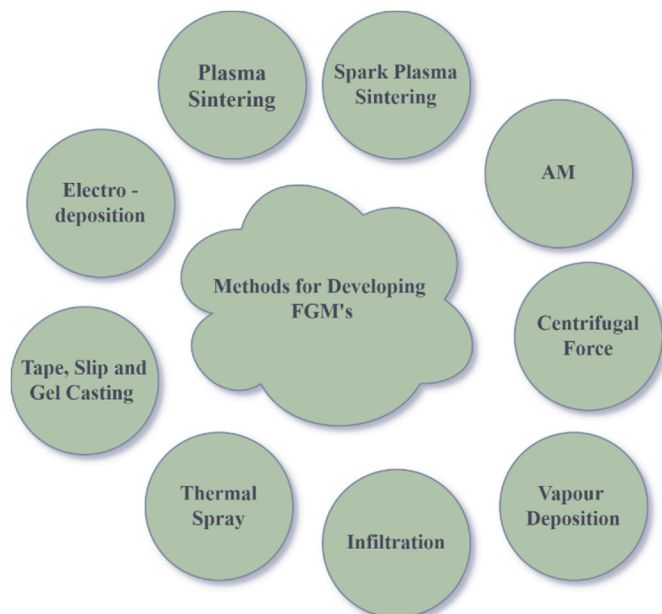 Plasma
Sintering
Spark Plasma
Sintering
AM
Electro -
deposition
Methods for Developing
FGM's
Centrifugal
Force
Tape, Slip and
Gel Casting
Thermal
Spray
Infiltration
Vapour
Deposition